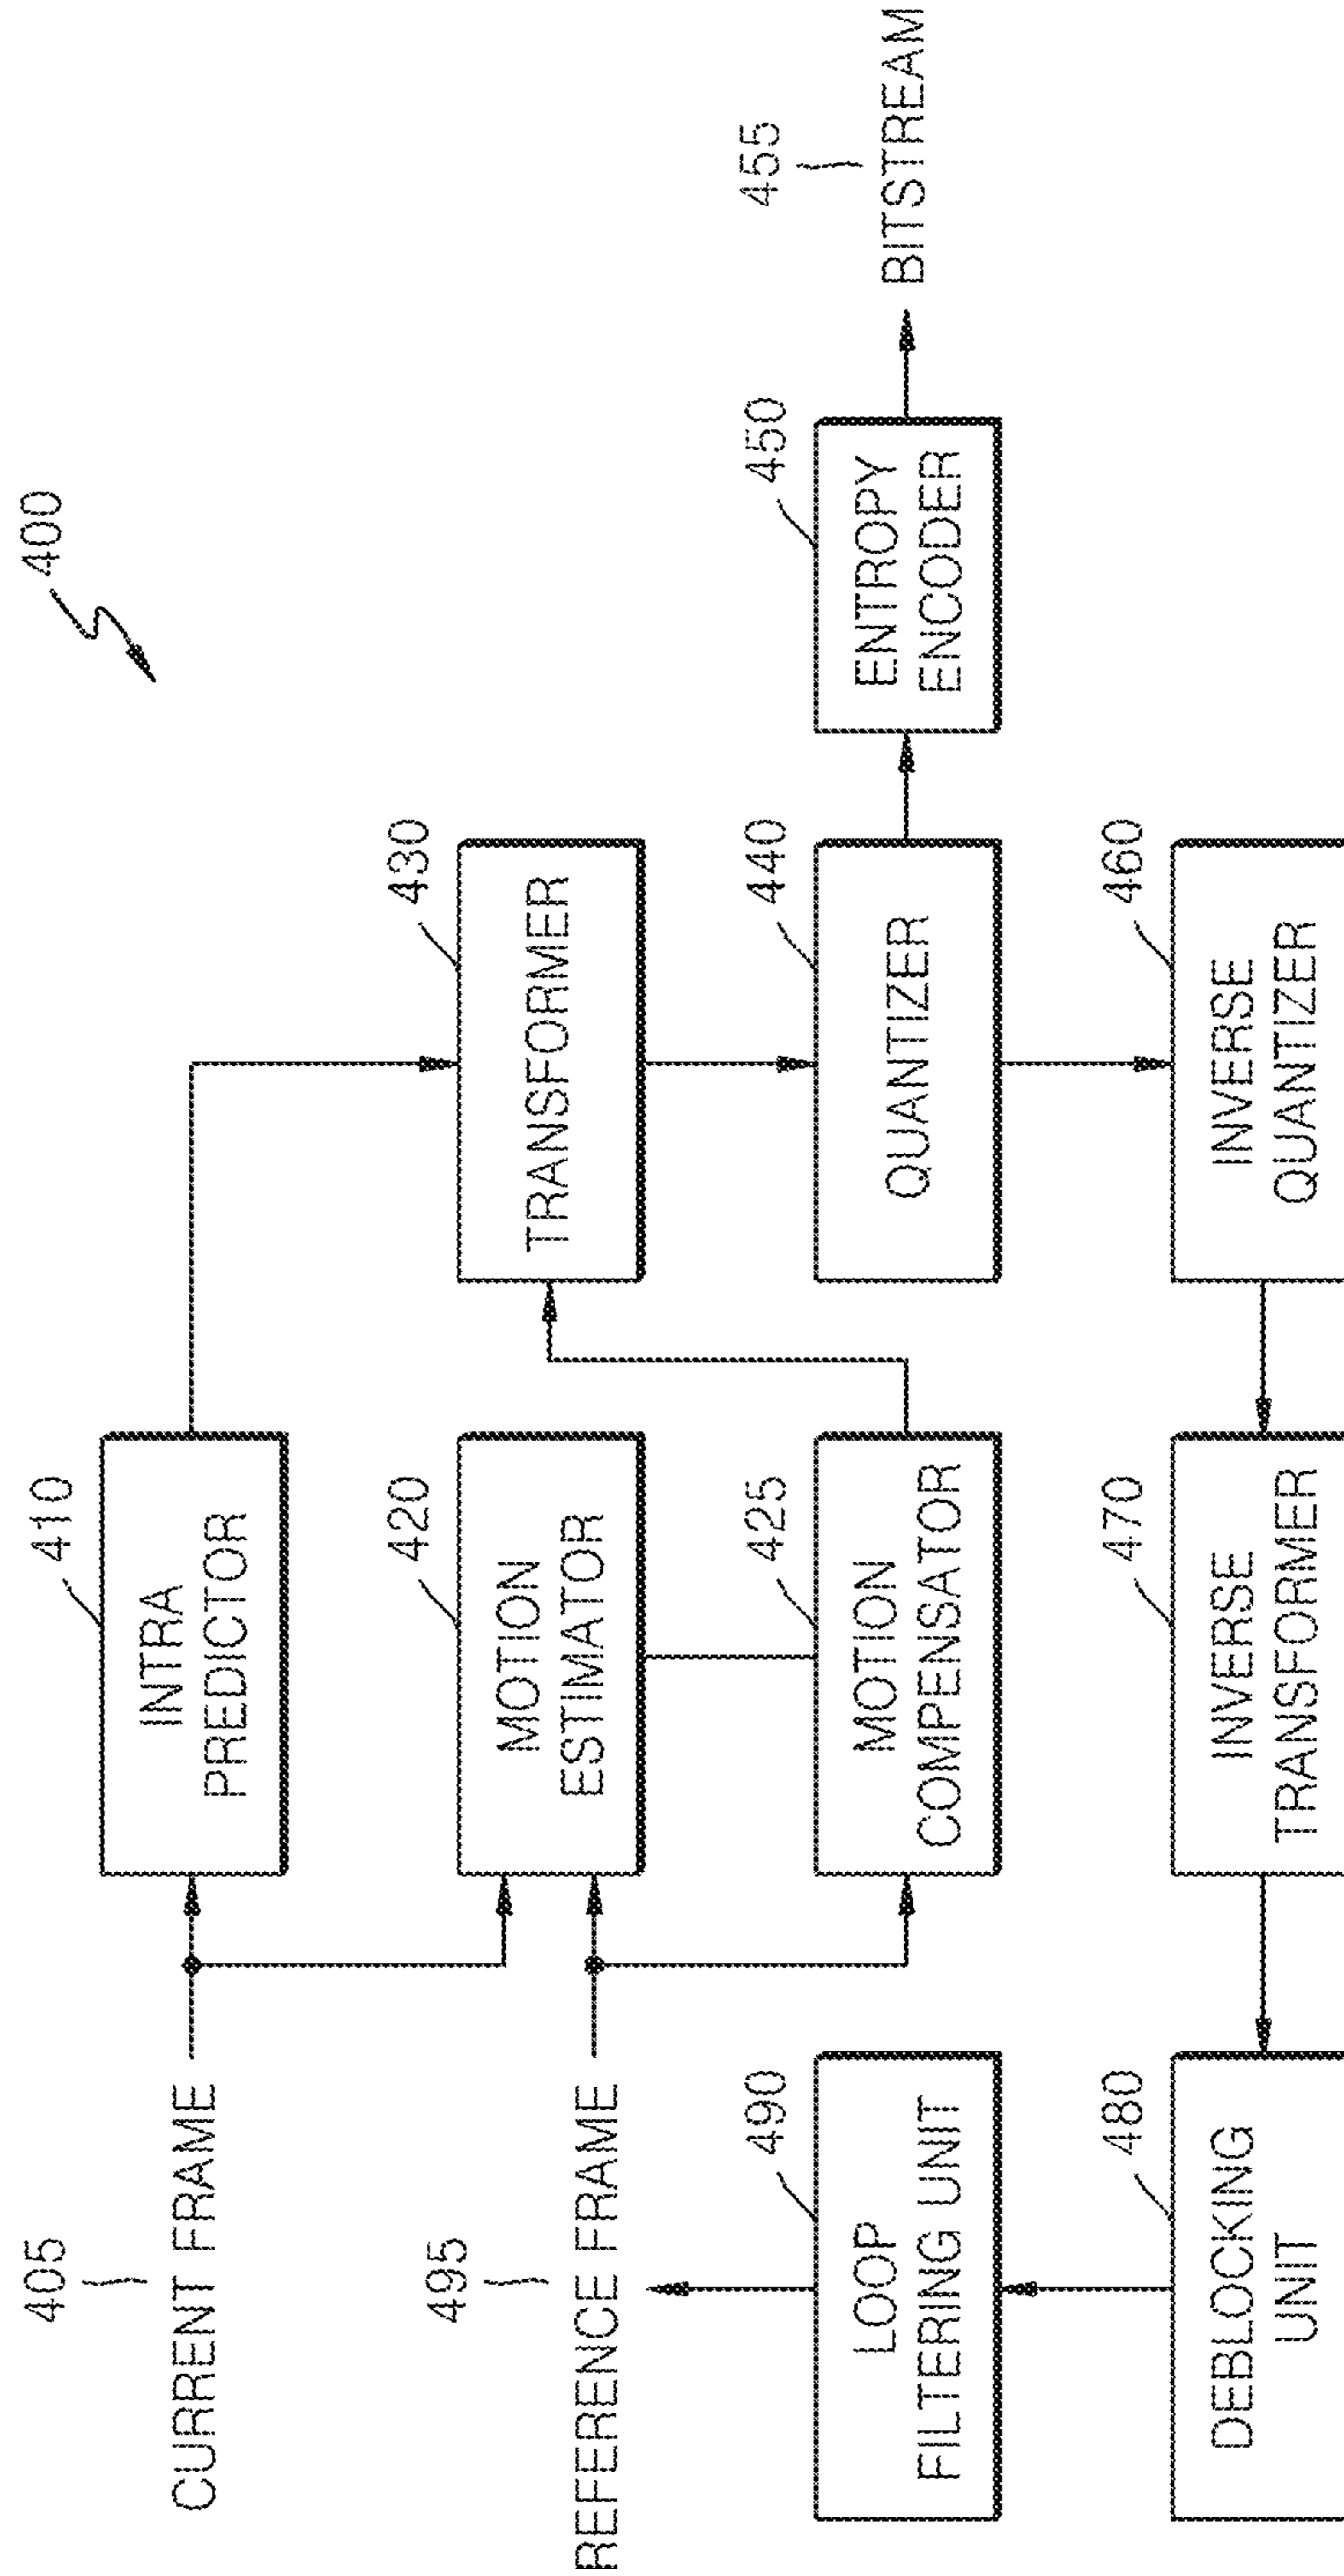 400
405
CURRENT FRAME
410
INTRA
PREDICTOR
495
REFERENCE FRAME
420
MOTION
ESTIMATOR
430
TRANSFORMER
490
LOOP
FILTERING UNIT
425
MOTION
COMPENSATOR
440
QUANTIZER
450
ENTROPY
ENCODER
455
BITSTREAM
480
DEBLOCKING
UNIT
470
INVERSE
TRANSFORMER
460
INVERSE
QUANTIZER